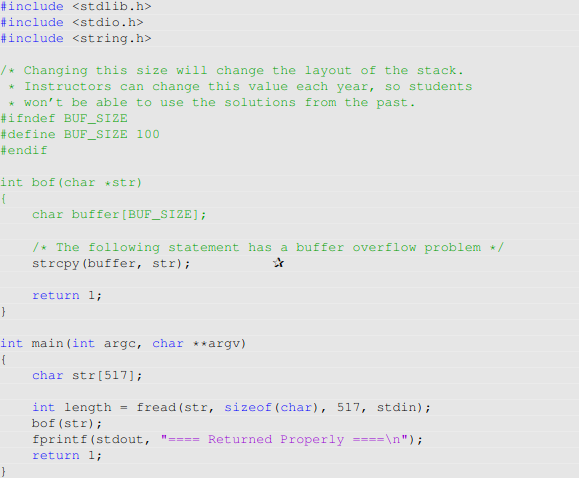 #include <stdlib.h>
#include <stdio.h>
#include <string.h>
/* Changing this size will change the layout of the stack.
 * Instructors can change this value each year, so students
 * won't be able to use the solutions from the past.
#ifndef BUF_SIZE
#define BUF_SIZE 100
#endif
int bof(char *str)
{
    char buffer[BUF_SIZE];
    /* The following statement has a buffer overflow problem */
    strcpy(buffer, str);          ✰
    return 1;
}
int main(int argc, char **argv)
{
    char str[517];
    int length = fread(str, sizeof(char), 517, stdin);
    bof(str);
    fprintf(stdout, "==== Returned Properly ====\n");
    return 1;
}